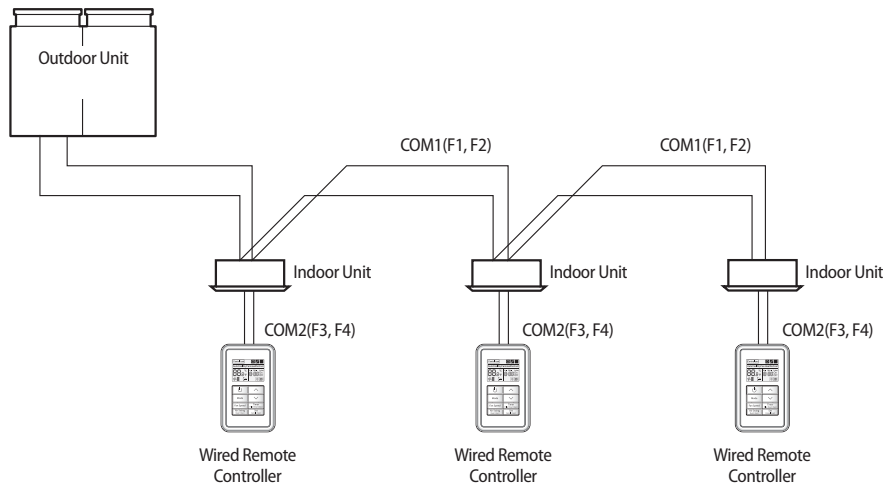 Outdoor Unit
COM1(F1, F2)
COM1(F1, F2)
Indoor Unit
Indoor Unit
Indoor Unit
COM2(F3, F4)
COM2(F3, F4)
COM2(F3, F4)
Wired Remote
Controller
Wired Remote
Controller
Wired Remote
Controller